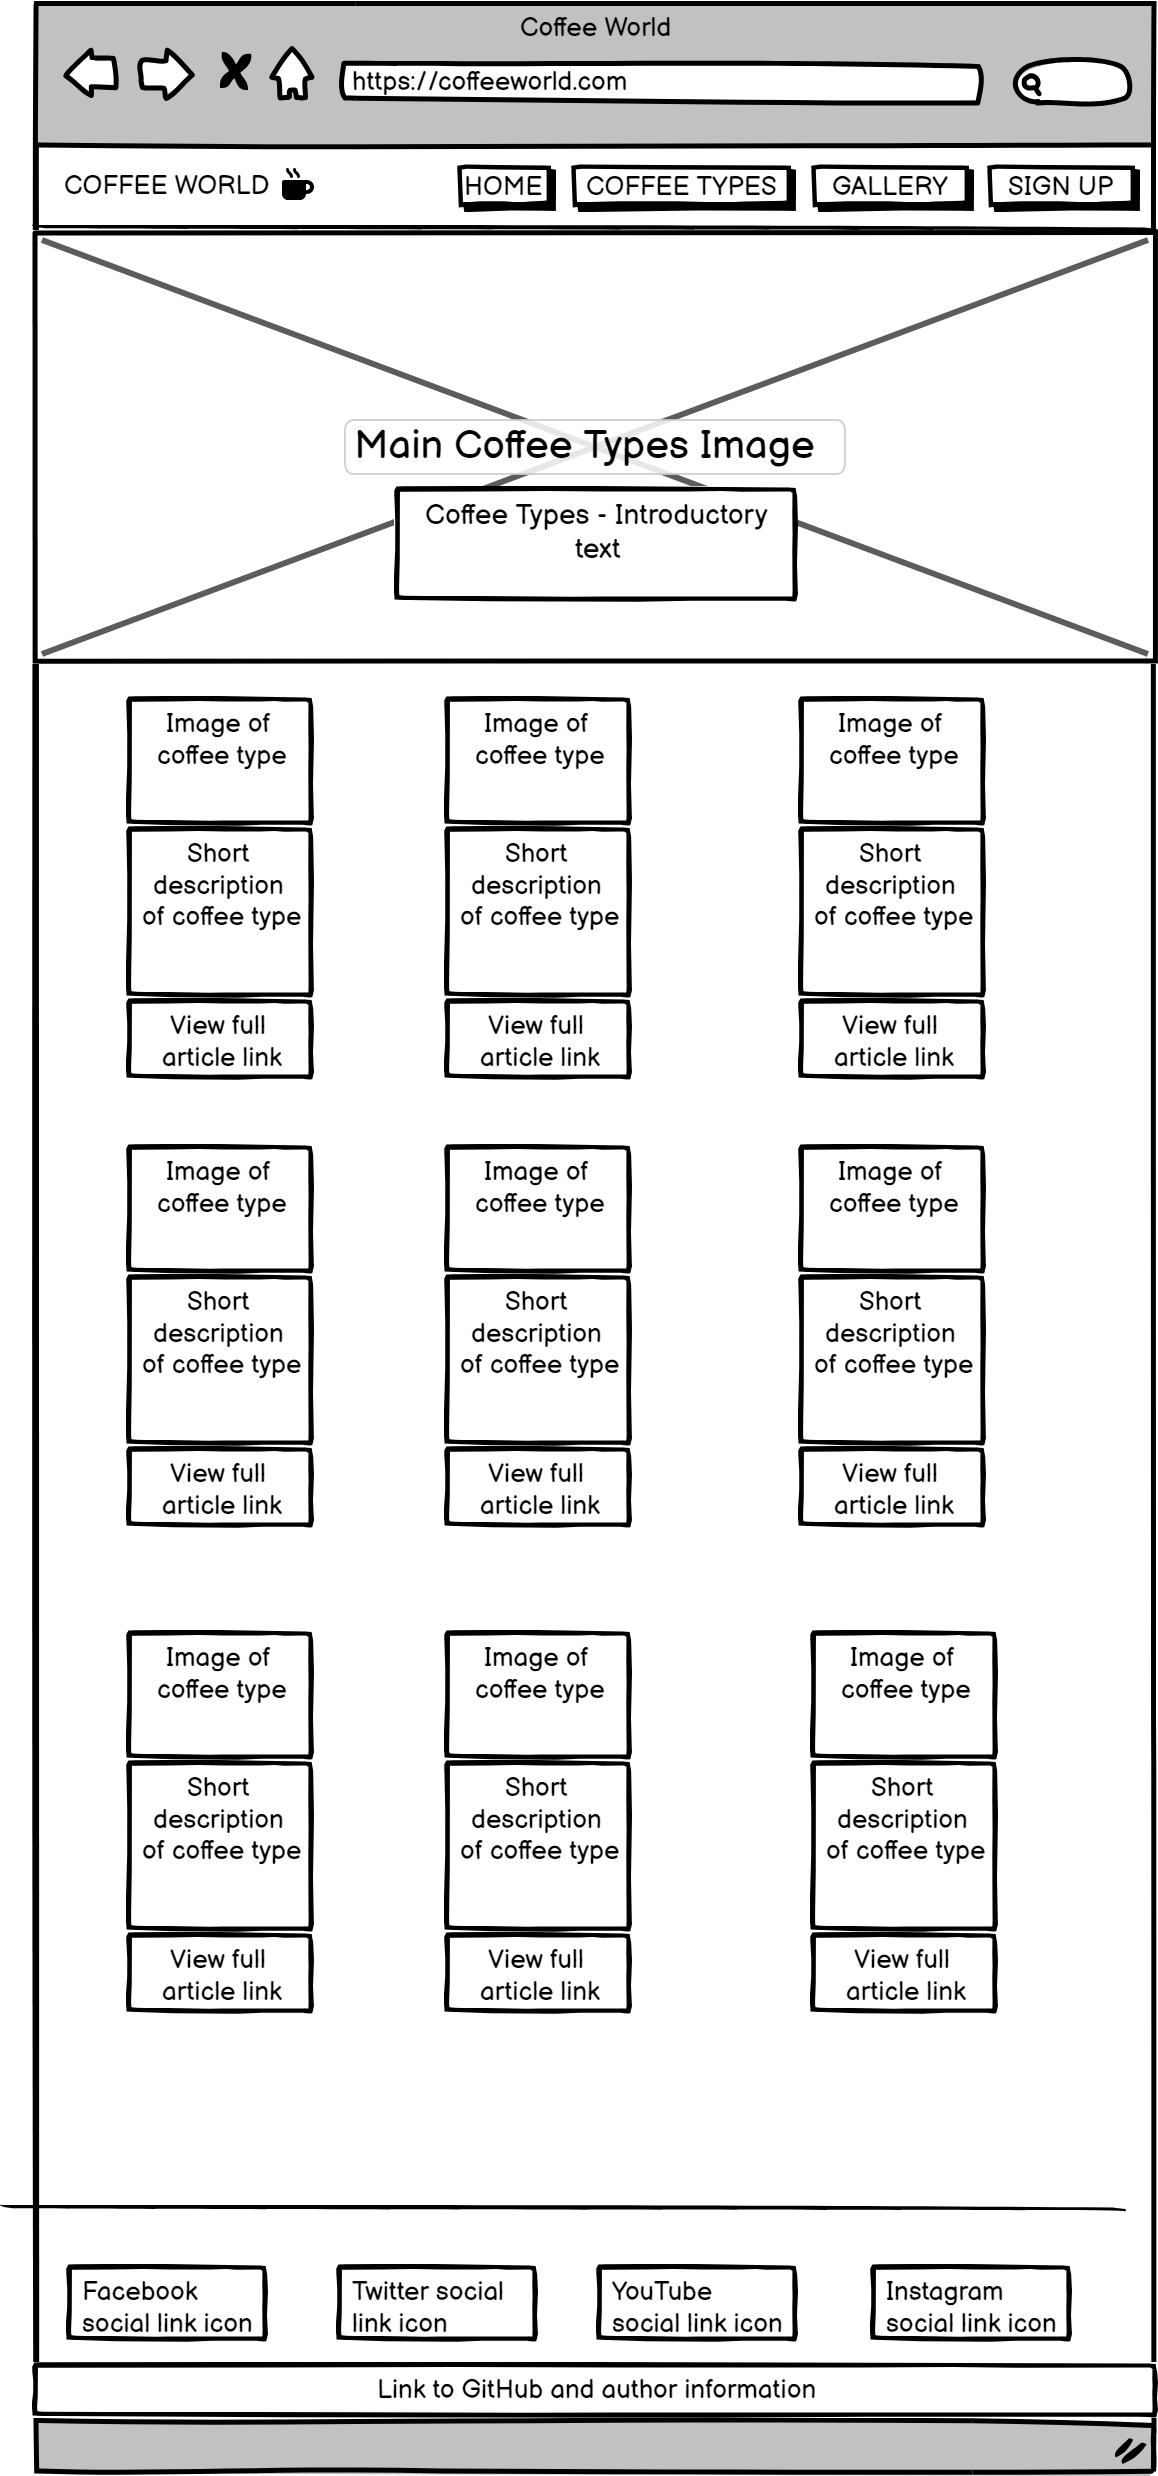 Coffee World
https://coffeeworld.com
COFFEE WORLD
HOME
COFFEE TYPES
GALLERY
SIGN UP
Main Coffee Types Image
Coffee Types - Introductory
text
Image of
coffee type
Short
description
of coffee type
View full
article link
Image of
coffee type
Short
description
of coffee type
View full
article link
Image of
coffee type
Short
description
of coffee type
View full
article link
Image of
coffee type
Short
description
of coffee type
View full
article link
Image of
coffee type
Short
description
of coffee type
View full
article link
Image of
coffee type
Short
description
of coffee type
View full
article link
Image of
coffee type
Short
description
of coffee type
View full
article link
Image of
coffee type
Short
description
of coffee type
View full
article link
Image of
coffee type
Short
description
of coffee type
View full
article link
Facebook
social link icon
Twitter social
link icon
YouTube
social link icon
Instagram
social link icon
Link to GitHub and author information